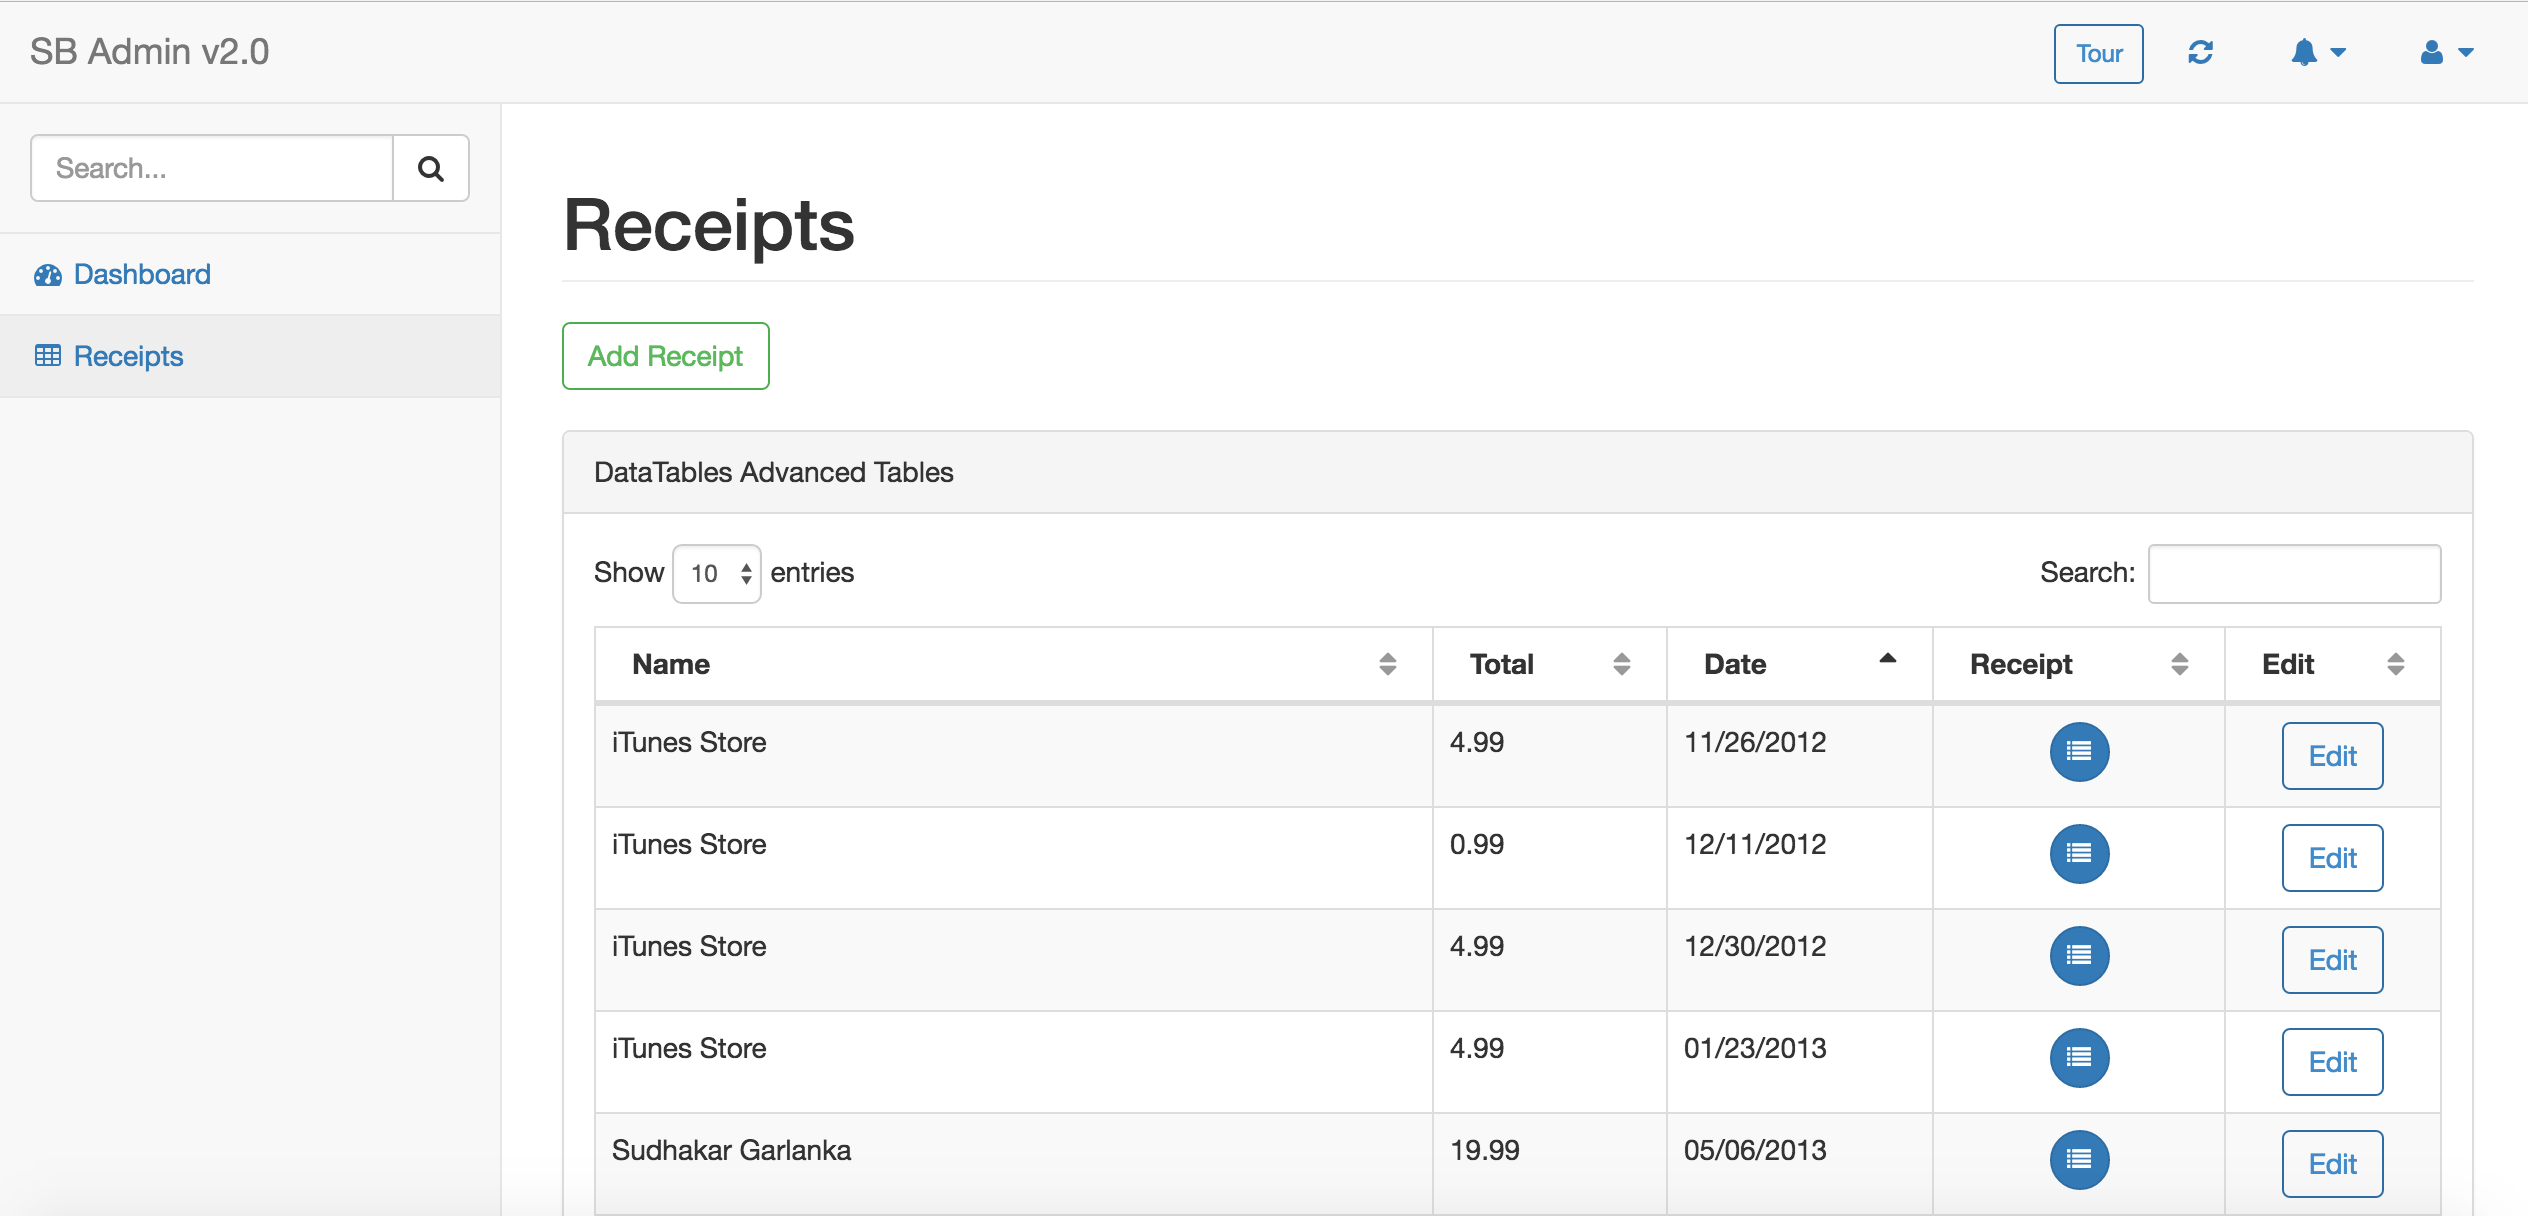 SB Admin v2.0
Tour
Search...
Dashboard
Receipts
Receipts
Add Receipt
DataTables Advanced Tables
Show 10 entries
Search:
Name Total Date Receipt Edit
iTunes Store 4.99 11/26/2012 Edit
iTunes Store 0.99 12/11/2012 Edit
iTunes Store 4.99 12/30/2012 Edit
iTunes Store 4.99 01/23/2013 Edit
Sudhakar Garlanka 19.99 05/06/2013 Edit